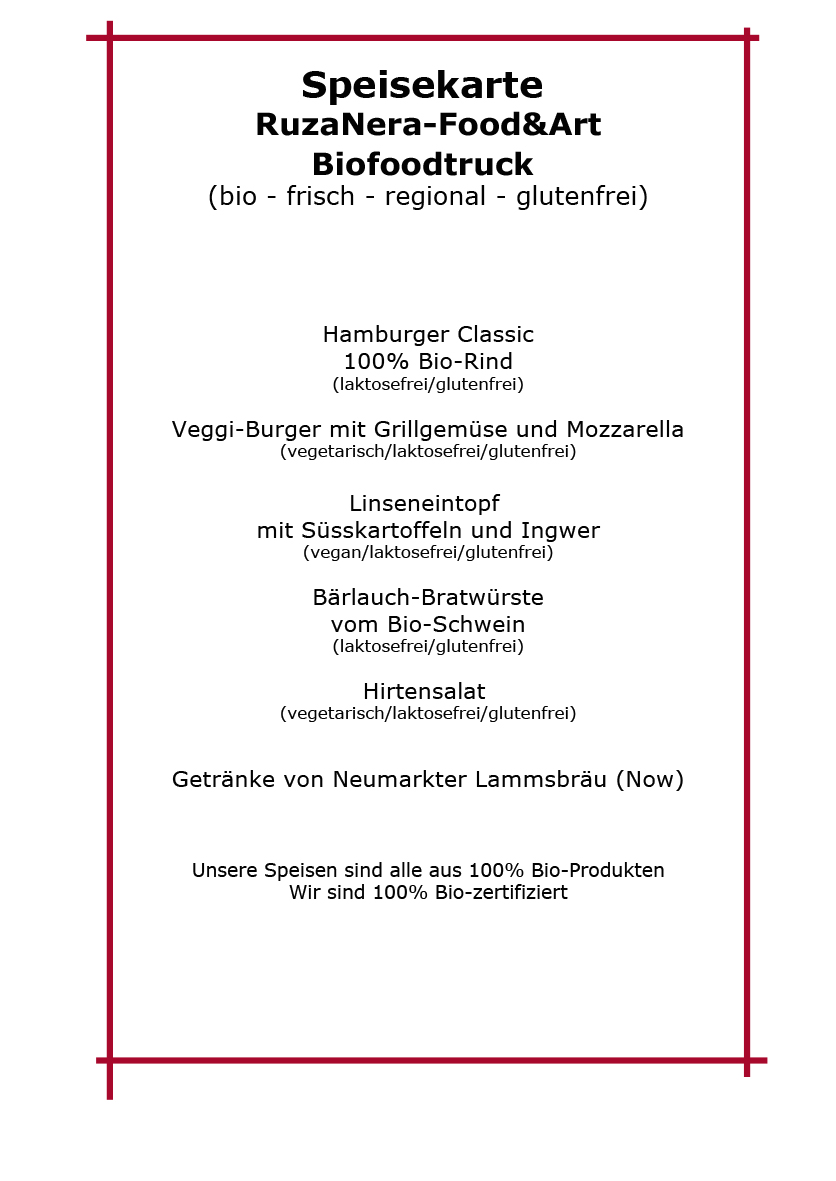 Speisekarte
RuzaNera-Food&Art
Biofoodtruck
(bio - frisch - regional - glutenfrei)
Hamburger Classic
100% Bio-Rind
(laktosefrei/glutenfrei)
Veggi-Burger mit Grillgemüse und Mozzarella
(vegetarisch/laktosefrei/glutenfrei)
Linseneintopf
mit Süsskartoffeln und Ingwer
(vegan/laktosefrei/glutenfrei)
Bärlauch-Bratwürste
vom Bio-Schwein
(laktosefrei/glutenfrei)
Hirtensalat
(vegetarisch/laktosefrei/glutenfrei)
Getränke von Neumarkter Lammsbräu (Now)
Unsere Speisen sind alle aus 100% Bio-Produkten
Wir sind 100% Bio-zertifiziert